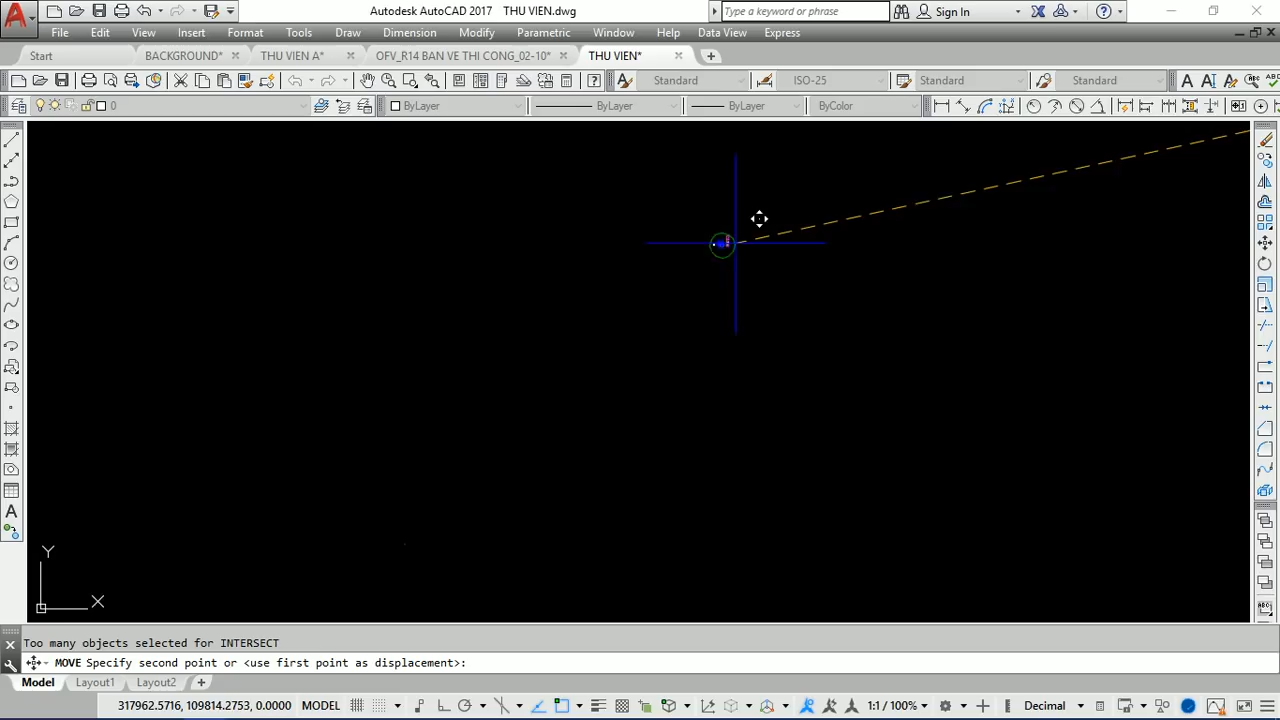 Autodesk AutoCAD 2017 THU VIEN.dwg
Type a keyword or phrase
Sign In
File Edit View Insert Format Tools Draw Dimension Modify Parametric Window Help Data View Express
Start BACKGROUND* THU VIEN A* OFV_R14 BAN VE THI CONG_02-10* THU VIEN*
Standard ISO-25 Standard Standard
0 ByLayer ByLayer ByLayer ByColor
Y
X
Too many objects selected for INTERSECT
MOVE Specify second point or <use first point as displacement>:
Model Layout1 Layout2
317962.5716, 109814.2753, 0.0000 MODEL 1:1 / 100% Decimal